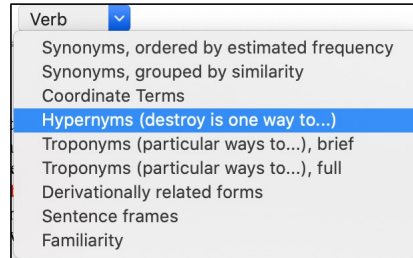 Verb
Synonyms, ordered by estimated frequency
Synonyms, grouped by similarity
Coordinate Terms
Hypernyms (destroy is one way to...)
Troponyms (particular ways to...), brief
Troponyms (particular ways to...), full
Derivationally related forms
Sentence frames
Familiarity